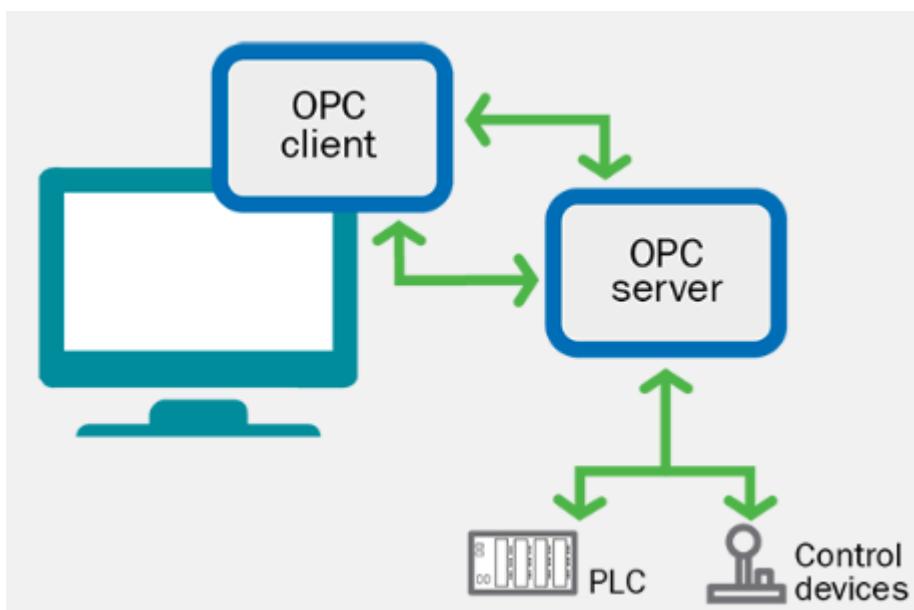 OPC
client
OPC
server
PLC
Control
devices